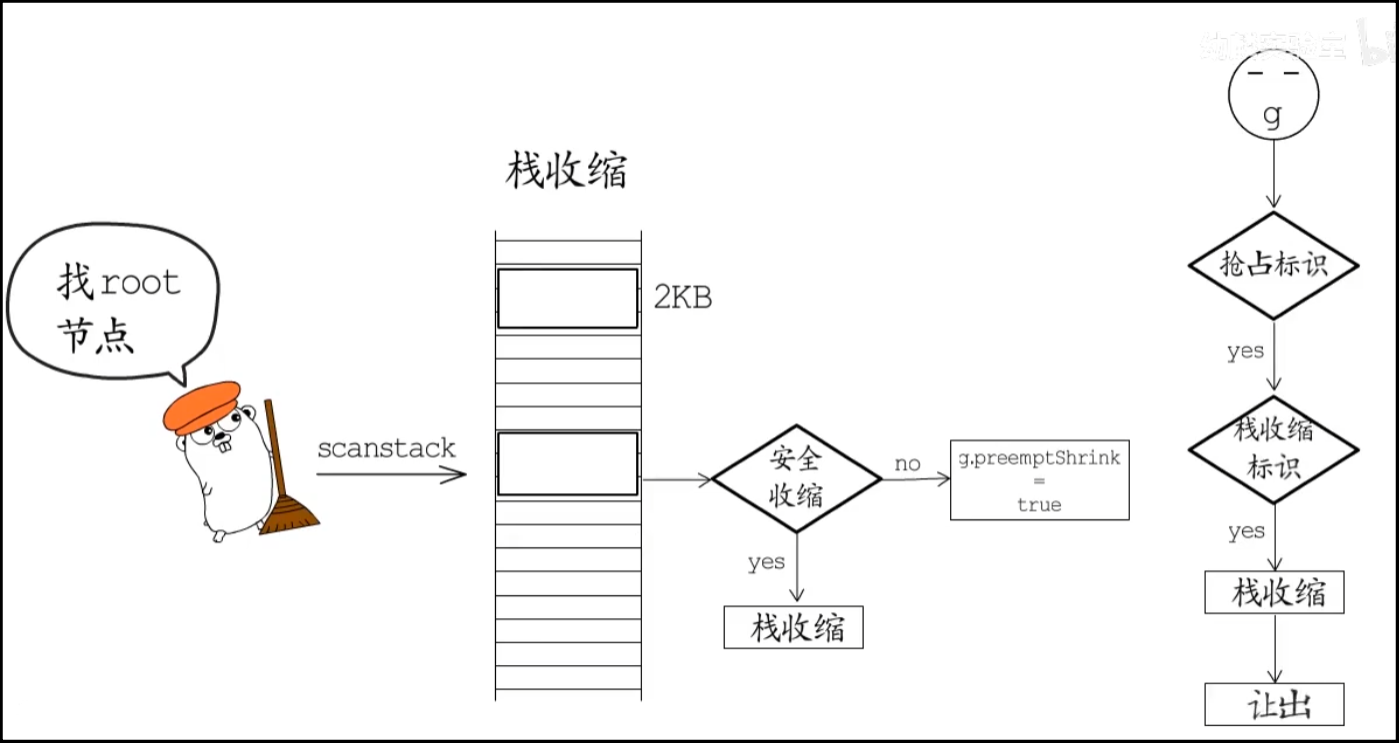 栈收缩
找root
节点
2KB
scanstack
安全
收缩
no
g.preemptShrink
=
true
yes
栈收缩
g
抢占标识
yes
栈收缩
标识
yes
栈收缩
让出